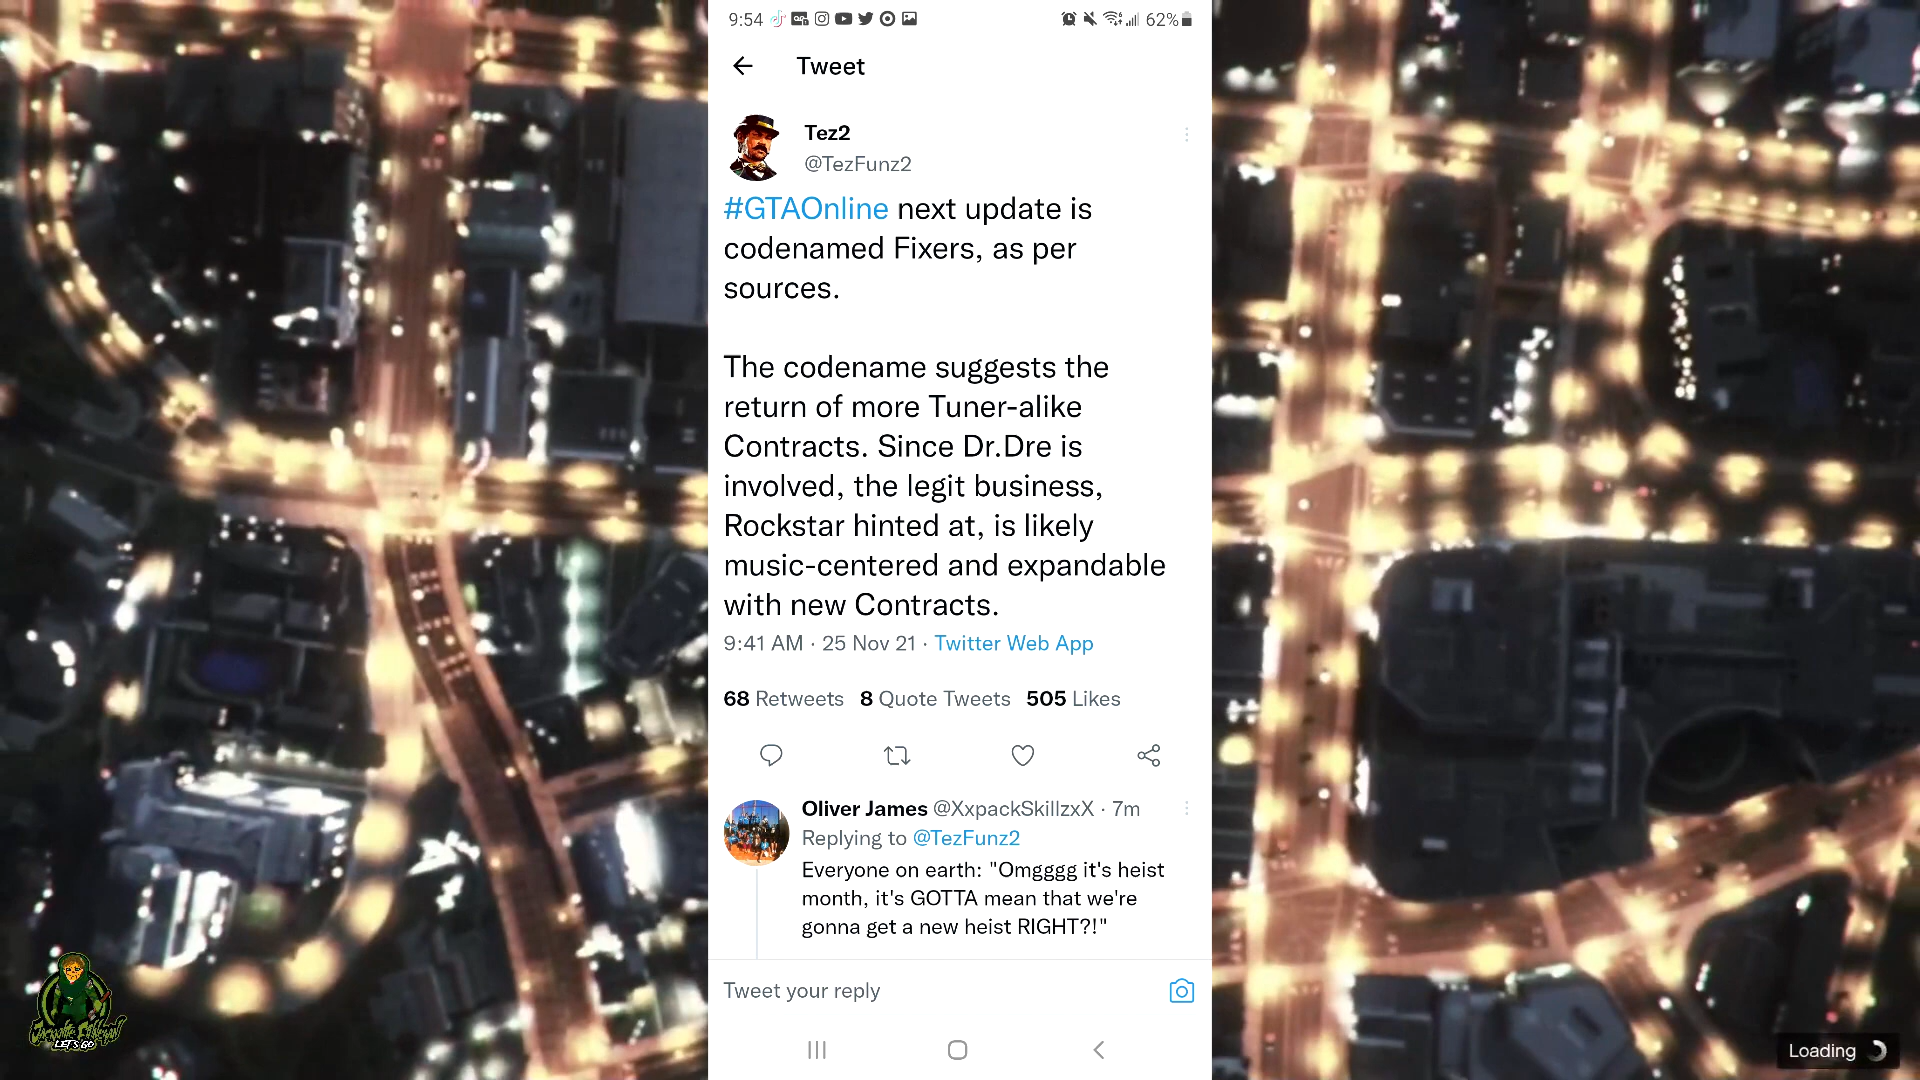 9:54
62%
Tweet
Tez2
@TezFunz2
#GTAOnline next update is
codenamed Fixers, as per
sources.
The codename suggests the
return of more Tuner-alike
Contracts. Since Dr.Dre is
involved, the legit business,
Rockstar hinted at, is likely
music-centered and expandable
with new Contracts.
9:41 AM · 25 Nov 21 · Twitter Web App
68 Retweets 8 Quote Tweets 505 Likes
Oliver James @XxpackSkillzxX · 7m
Replying to @TezFunz2
Everyone on earth: "Omgggg it's heist
month, it's GOTTA mean that we're
gonna get a new heist RIGHT?!"
Tweet your reply
LET'S GO
Loading